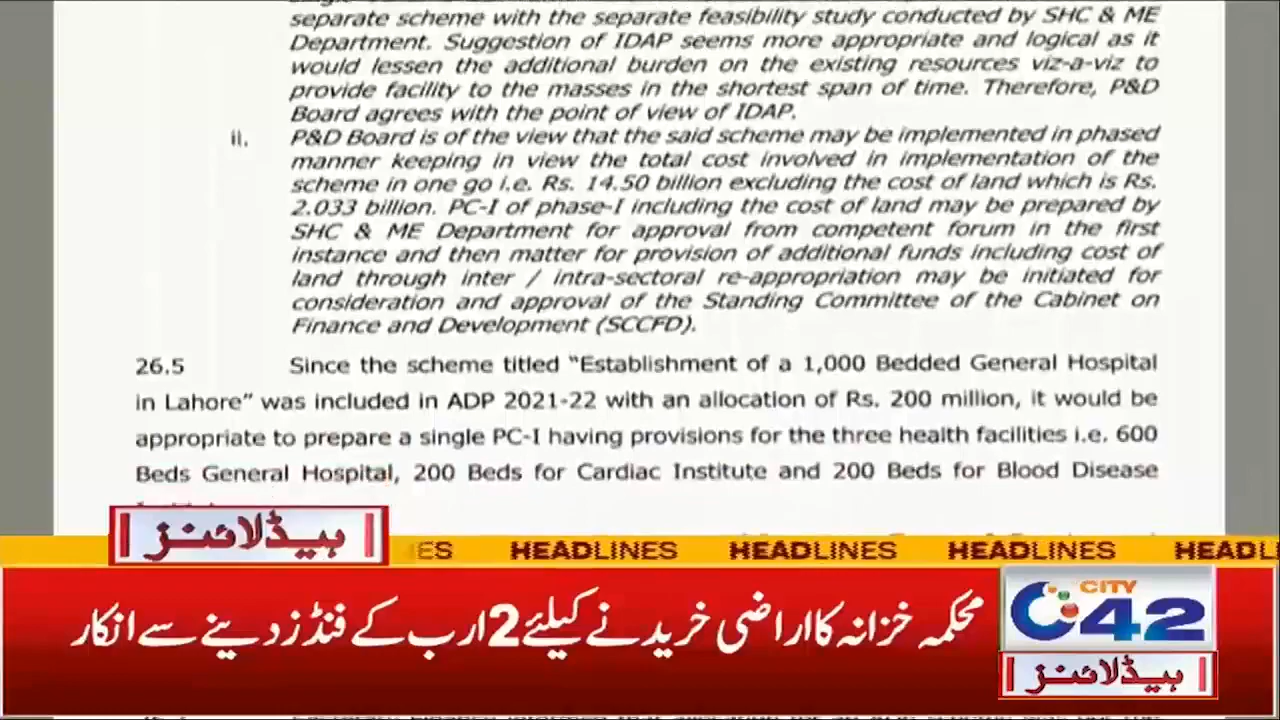 separate scheme with the separate feasibility study conducted by SHC & ME
Department. Suggestion of IDAP seems more appropriate and logical as it
would lessen the additional burden on the existing resources viz-a-viz to
provide facility to the masses in the shortest span of time. Therefore, P&D
Board agrees with the point of view of IDAP.
ii. P&D Board is of the view that the said scheme may be implemented in phased
manner keeping in view the total cost involved in implementation of the
scheme in one go i.e. Rs. 14.50 billion excluding the cost of land which is Rs.
2.033 billion. PC-I of phase-I including the cost of land may be prepared by
SHC & ME Department for approval from competent forum in the first
instance and then matter for provision of additional funds including cost of
land through inter / intra-sectoral re-appropriation may be initiated for
consideration and approval of the Standing Committee of the Cabinet on
Finance and Development (SCCFD).
26.5 Since the scheme titled “Establishment of a 1,000 Bedded General Hospital
in Lahore” was included in ADP 2021-22 with an allocation of Rs. 200 million, it would be
appropriate to prepare a single PC-I having provisions for the three health facilities i.e. 600
Beds General Hospital, 200 Beds for Cardiac Institute and 200 Beds for Blood Disease
ہیڈلائنز
ES HEADLINES HEADLINES HEADLINES HEADL
محکمہ خزانہ کا اراضی خریدنے کیلئے 2 ارب کے فنڈز دینے سے انکار
CITY
42
ہیڈلائنز